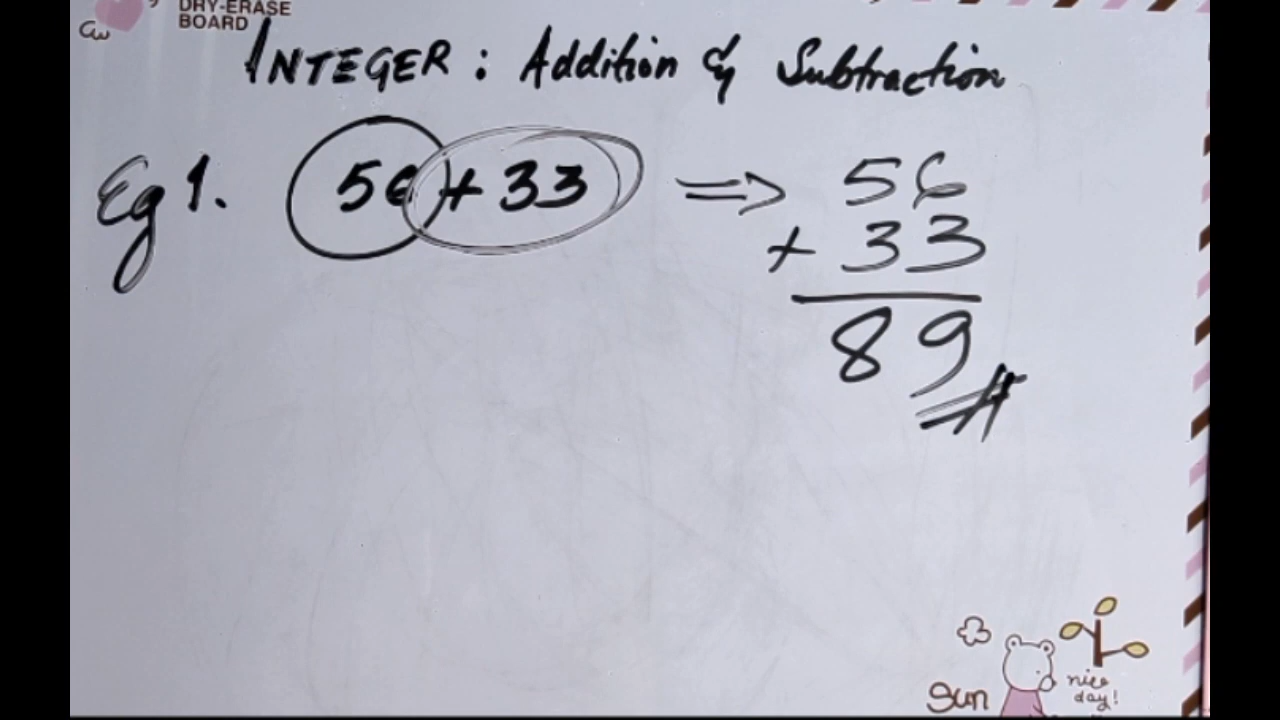 DRY-ERASE
BOARD
INTEGER : Addition & Subtraction
Eg 1. 56 + 33 ⇒ 56
+ 33
89
nice
day!
sun